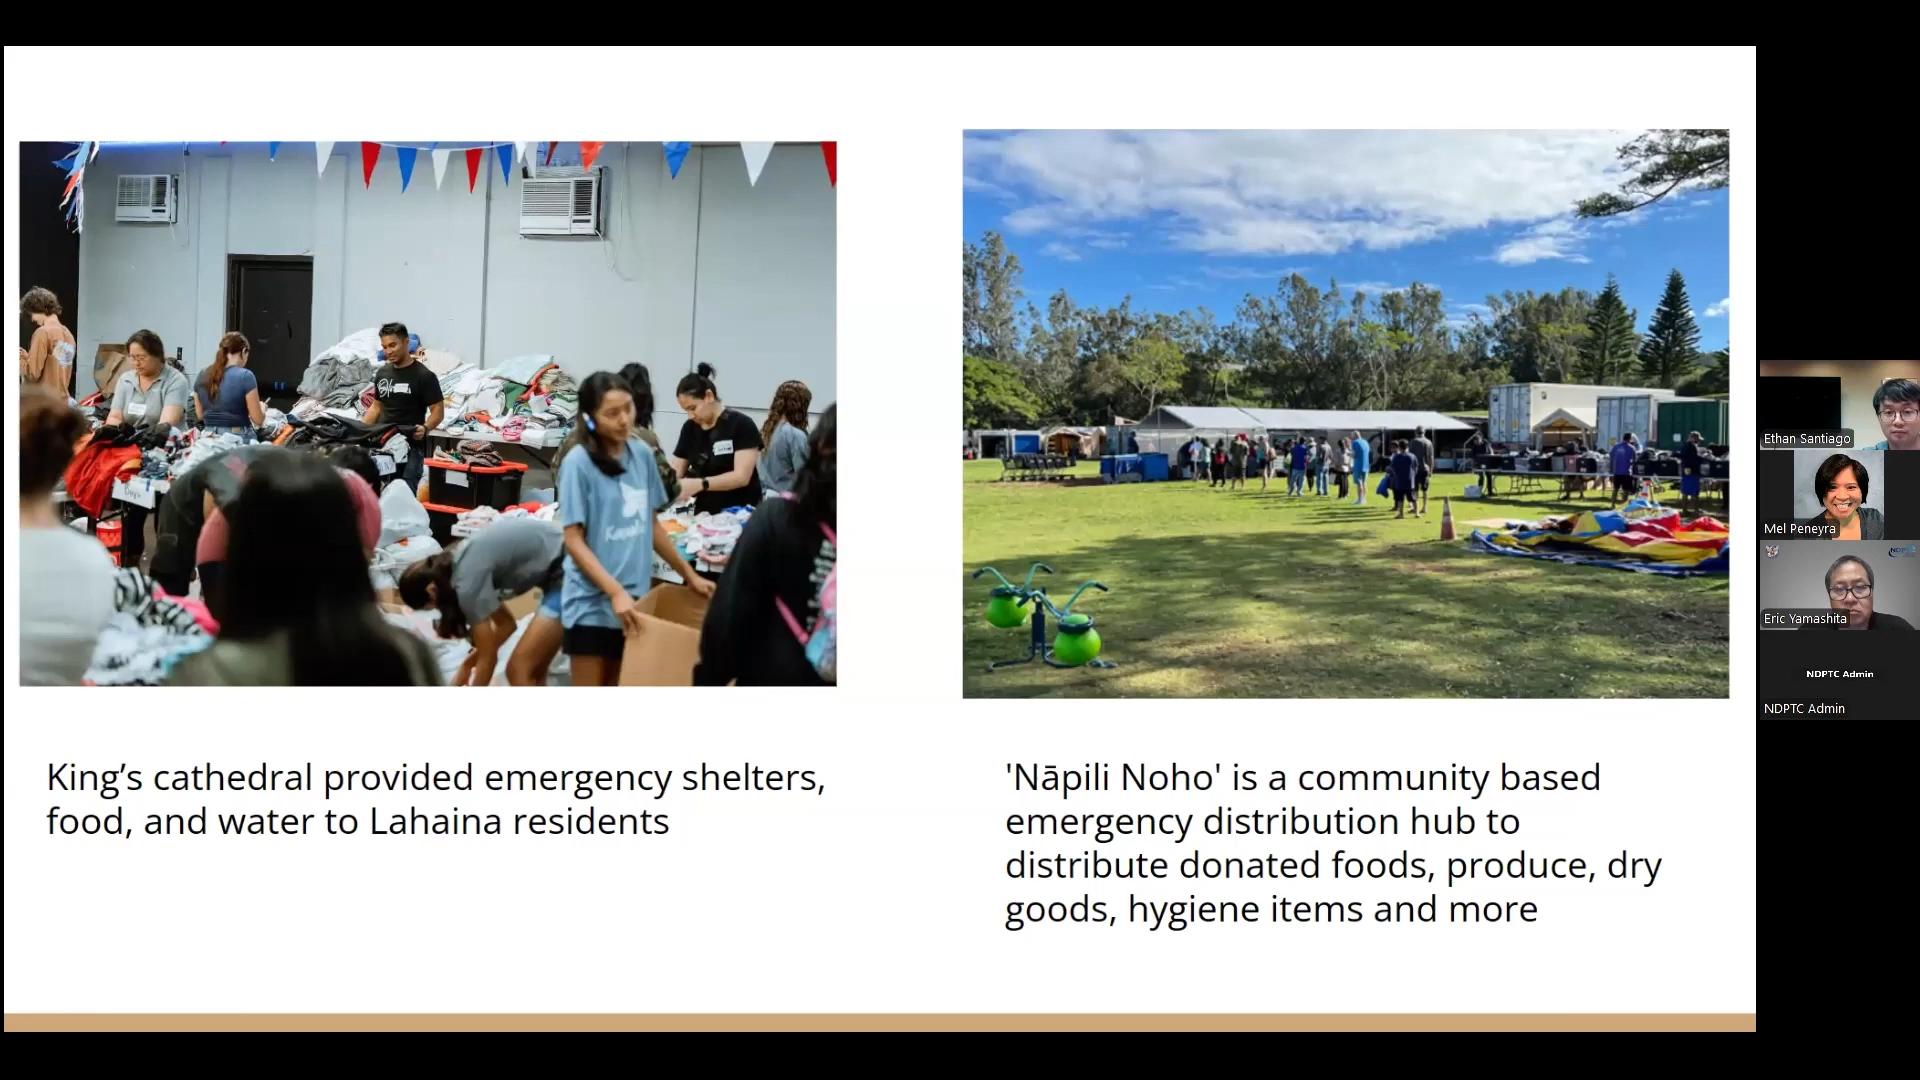 King’s cathedral provided emergency shelters,
food, and water to Lahaina residents
'Nāpili Noho' is a community based
emergency distribution hub to
distribute donated foods, produce, dry
goods, hygiene items and more
Ethan Santiago
Mel Peneyra
Eric Yamashita
NDPTC Admin
NDPTC Admin